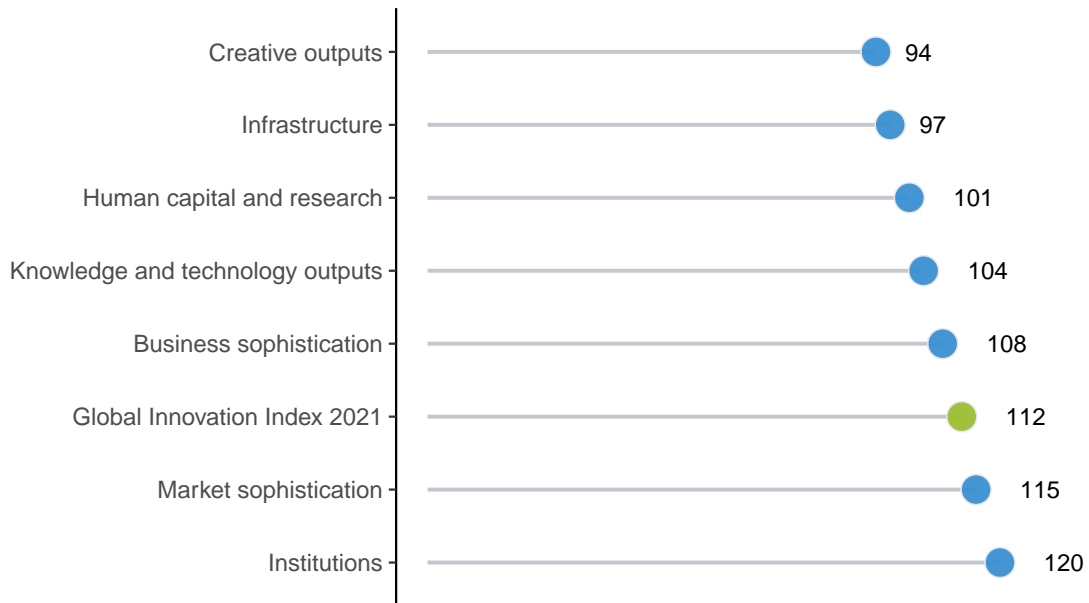 Creative outputs 94
Infrastructure 97
Human capital and research 101
Knowledge and technology outputs 104
Business sophistication 108
Global Innovation Index 2021 112
Market sophistication 115
Institutions 120